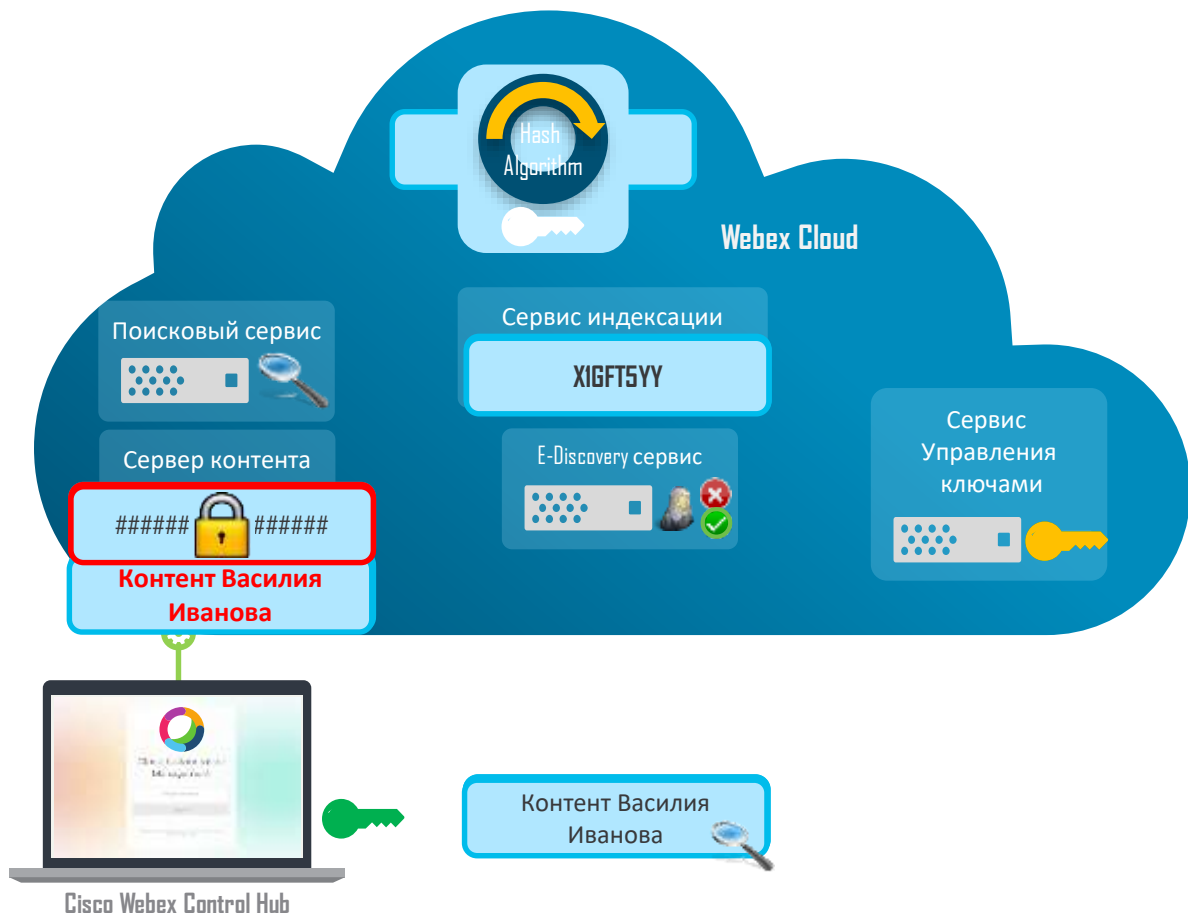 Hash
Algorithm
Webex Cloud
Поисковый сервис
Сервис индексации
X1GFT5YY
Сервер контента
###### ######
Контент Василия
Иванова
E-Discovery сервис
Сервис
Управления
ключами
Контент Василия
Иванова
Cisco Webex Control Hub